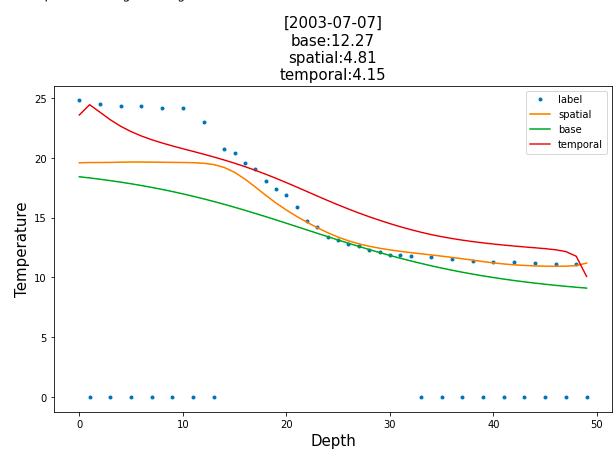 [2003-07-07]
base:12.27
spatial:4.81
temporal:4.15
label
spatial
base
temporal
25
20
15
10
5
0
Temperature
0 10 20 30 40 50
Depth